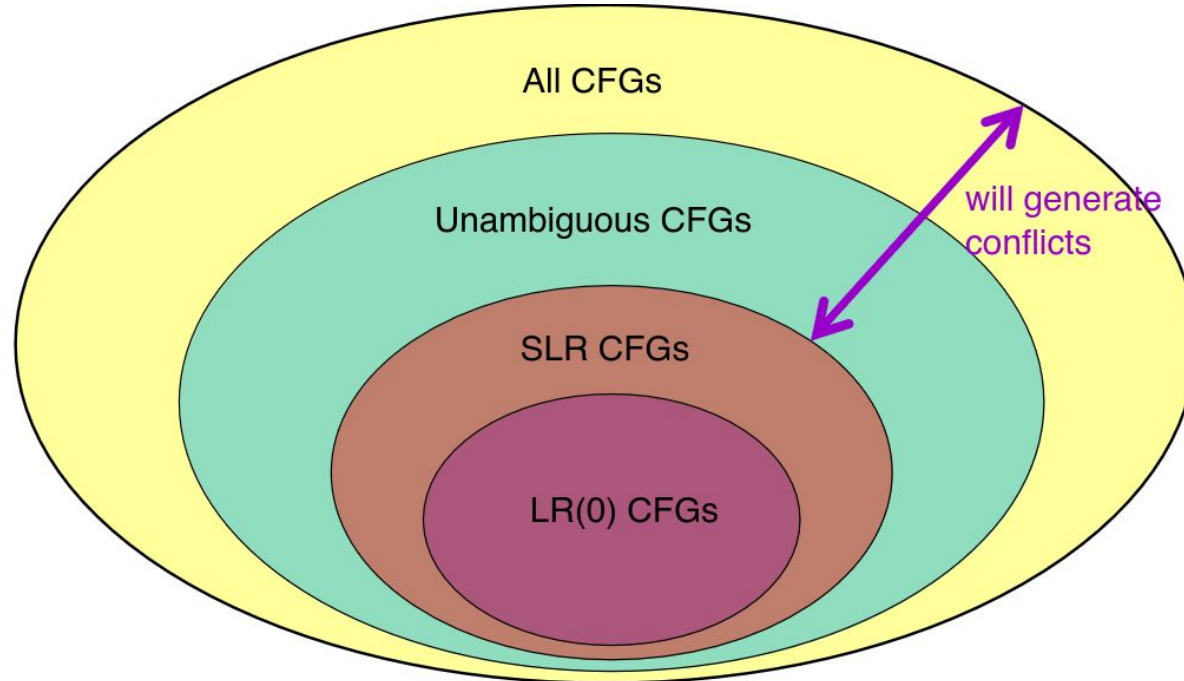 All CFGs
will generate
conflicts
Unambiguous CFGs
SLR CFGs
LR(0) CFGs